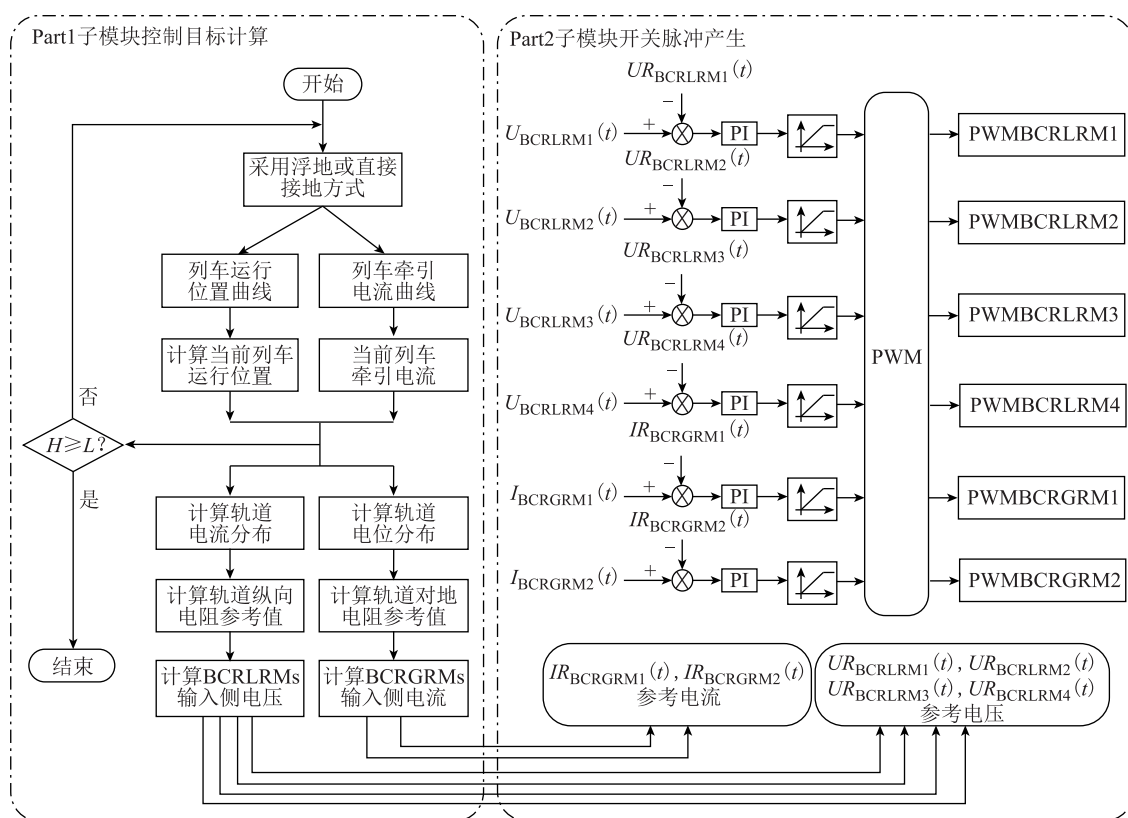 Part1子模块控制目标计算
开始
采用浮地或直接
接地方式
列车运行
位置曲线
列车牵引
电流曲线
计算当前列车
运行位置
当前列车
牵引电流
否
H≥L?
是
计算轨道
电流分布
计算轨道
电位分布
计算轨道纵向
电阻参考值
计算轨道对地
电阻参考值
结束
计算BCRLRMs
输入侧电压
计算BCRGRMs
输入侧电流
Part2子模块开关脉冲产生
UR_BCRLRM1(t)
−
U_BCRLRM1(t)
+
PI
PWMBCRLRM1
UR_BCRLRM2(t)
−
U_BCRLRM2(t)
+
PI
PWMBCRLRM2
UR_BCRLRM3(t)
−
U_BCRLRM3(t)
+
PI
PWMBCRLRM3
UR_BCRLRM4(t)
−
U_BCRLRM4(t)
+
PI
PWMBCRLRM4
IR_BCRGRM1(t)
−
I_BCRGRM1(t)
+
PI
PWMBCRGRM1
IR_BCRGRM2(t)
−
I_BCRGRM2(t)
+
PI
PWMBCRGRM2
PWM
IR_BCRGRM1(t), IR_BCRGRM2(t)
参考电流
UR_BCRLRM1(t), UR_BCRLRM2(t)
UR_BCRLRM3(t), UR_BCRLRM4(t)
参考电压